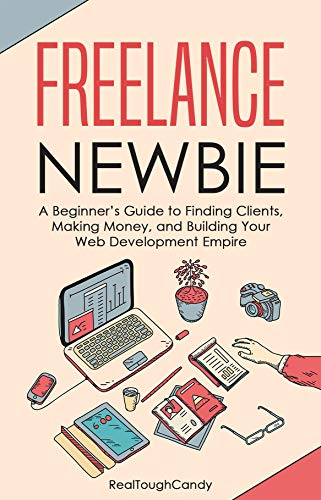 FREELANCE
NEWBIE
A Beginner's Guide to Finding Clients,
Making Money, and Building Your
Web Development Empire
RealToughCandy